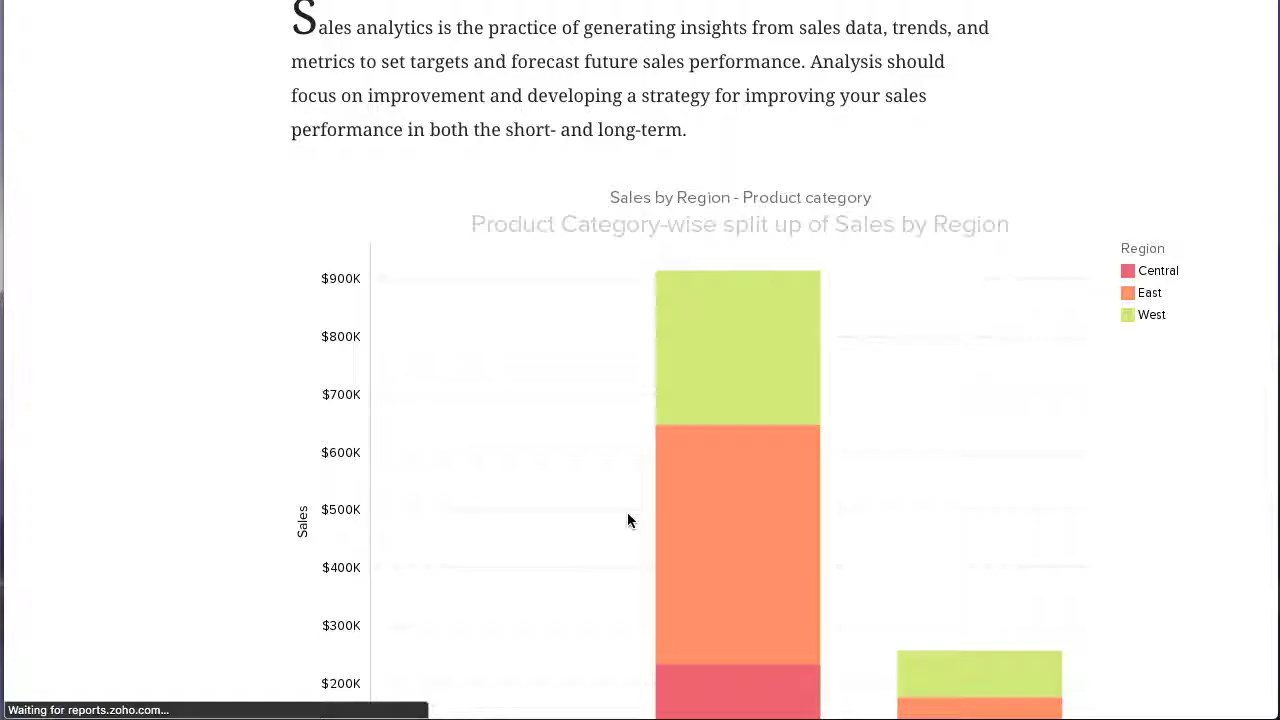 Sales analytics is the practice of generating insights from sales data, trends, and
metrics to set targets and forecast future sales performance. Analysis should
focus on improvement and developing a strategy for improving your sales
performance in both the short- and long-term.
Sales by Region - Product category
Product Category-wise split up of Sales by Region
Region
Central
East
West
$900K
$800K
$700K
$600K
$500K
$400K
$300K
$200K
Sales
Waiting for reports.zoho.com...